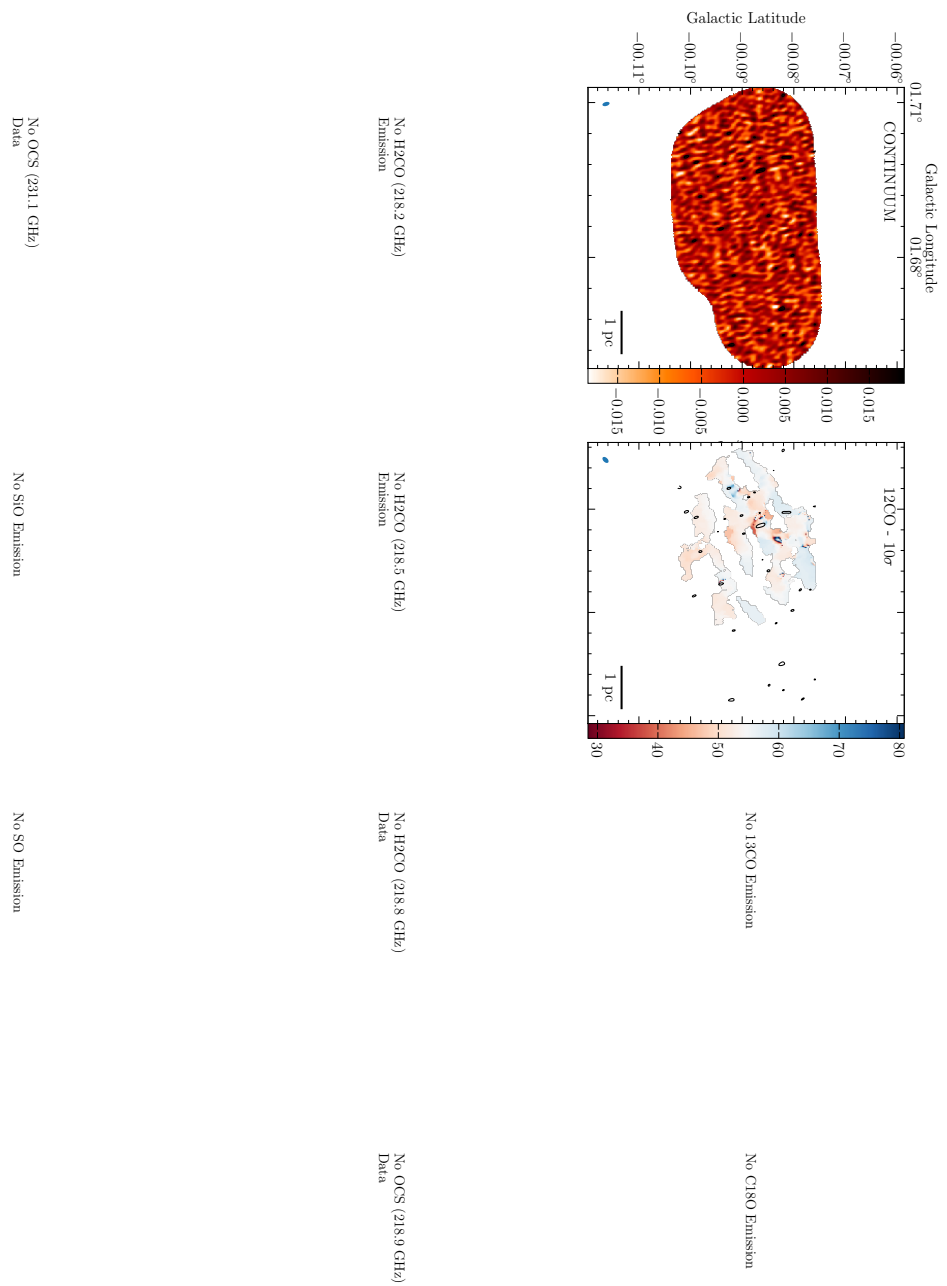 Galactic Longitude
01.71°
01.68°
Galactic Latitude
−00.06°
−00.07°
−00.08°
−00.09°
−00.10°
−00.11°
CONTINUUM
1 pc
0.015
0.010
0.005
0.000
−0.005
−0.010
−0.015
12CO - 10σ
1 pc
80
70
60
50
40
30
No 13CO Emission
No C18O Emission
No H2CO (218.2 GHz)
Emission
No H2CO (218.5 GHz)
Emission
No H2CO (218.8 GHz)
Data
No OCS (218.9 GHz)
Data
No OCS (231.1 GHz)
Data
No SiO Emission
No SO Emission